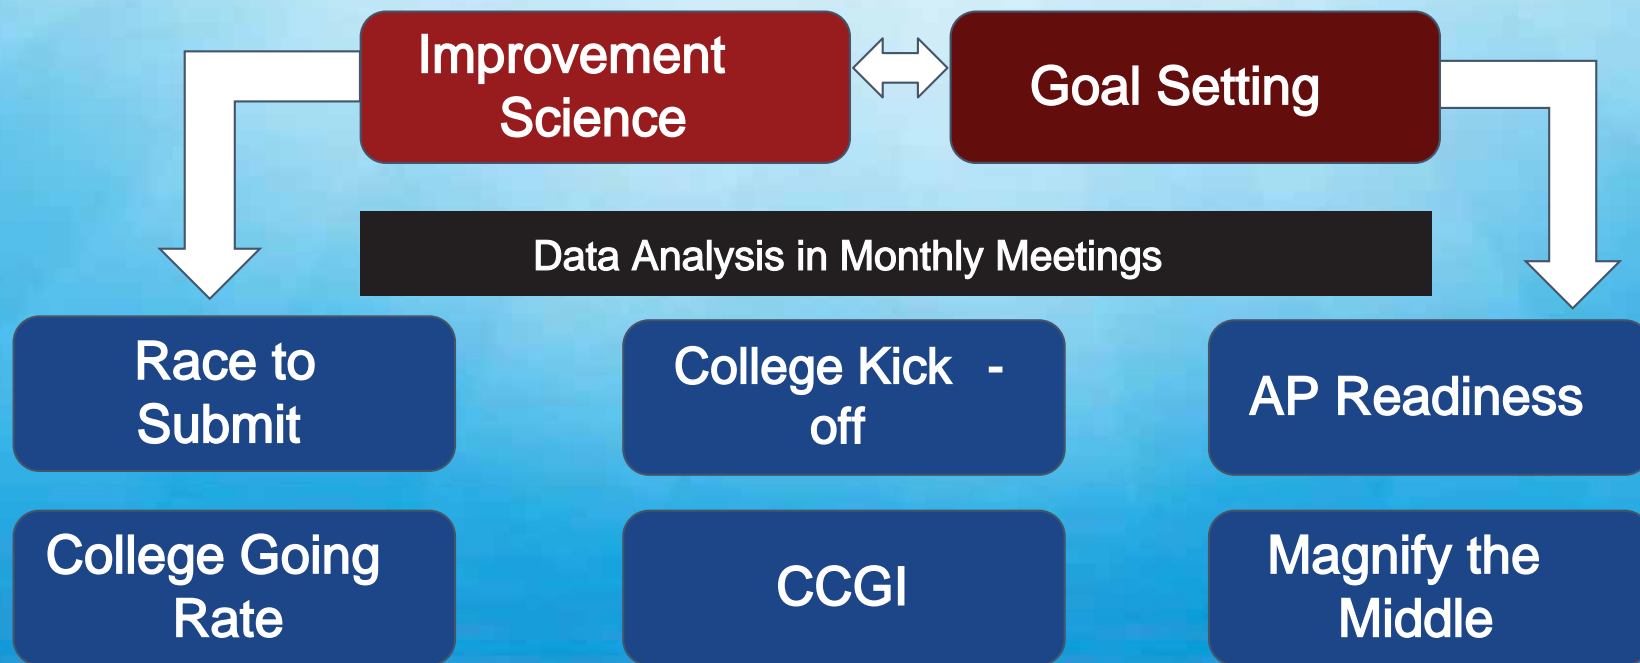 Improvement
Science
Goal Setting
Data Analysis in Monthly Meetings
Race to
Submit
College Kick -
off
AP Readiness
College Going
Rate
CCGI
Magnify the
Middle